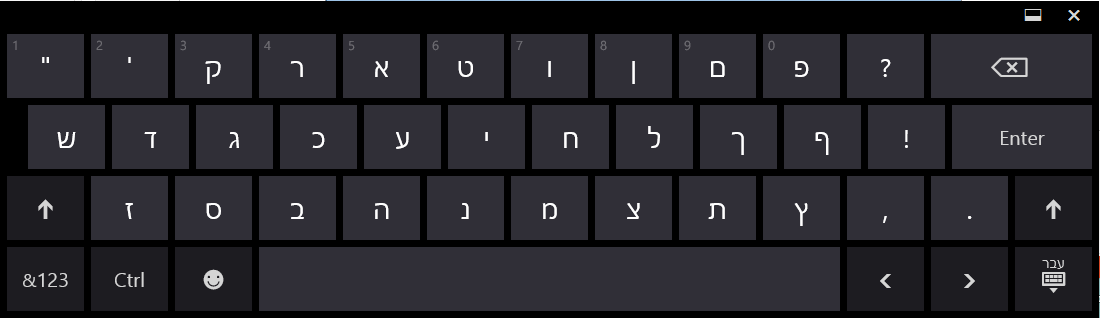 1 " 2 ' 3 ק 4 ר 5 א 6 ט 7 ו 8 ן 9 ם 0 פ ?
ש ד ג כ ע י ח ל ך ף ! Enter
ז ס ב ה נ מ צ ת ץ , .
&123 Ctrl < > עבר